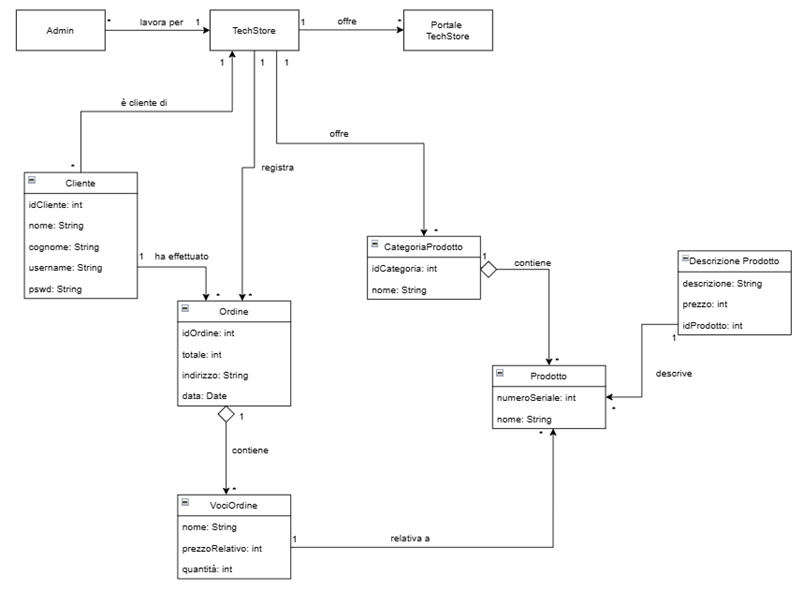 Admin
*
lavora per
1
TechStore
1
offre
*
Portale
TechStore
1
1
1
è cliente di
offre
registra
*
Cliente
idCliente: int
nome: String
cognome: String
username: String
pswd: String
1
ha effettuato
*
*
Ordine
idOrdine: int
totale: int
indirizzo: String
data: Date
1
contiene
*
VociOrdine
nome: String
prezzoRelativo: int
quantità: int
1
relativa a
*
*
CategoriaProdotto
idCategoria: int
nome: String
1
contiene
*
Prodotto
numeroSeriale: int
nome: String
Descrizione Prodotto
descrizione: String
prezzo: int
idProdotto: int
1
descrive
*